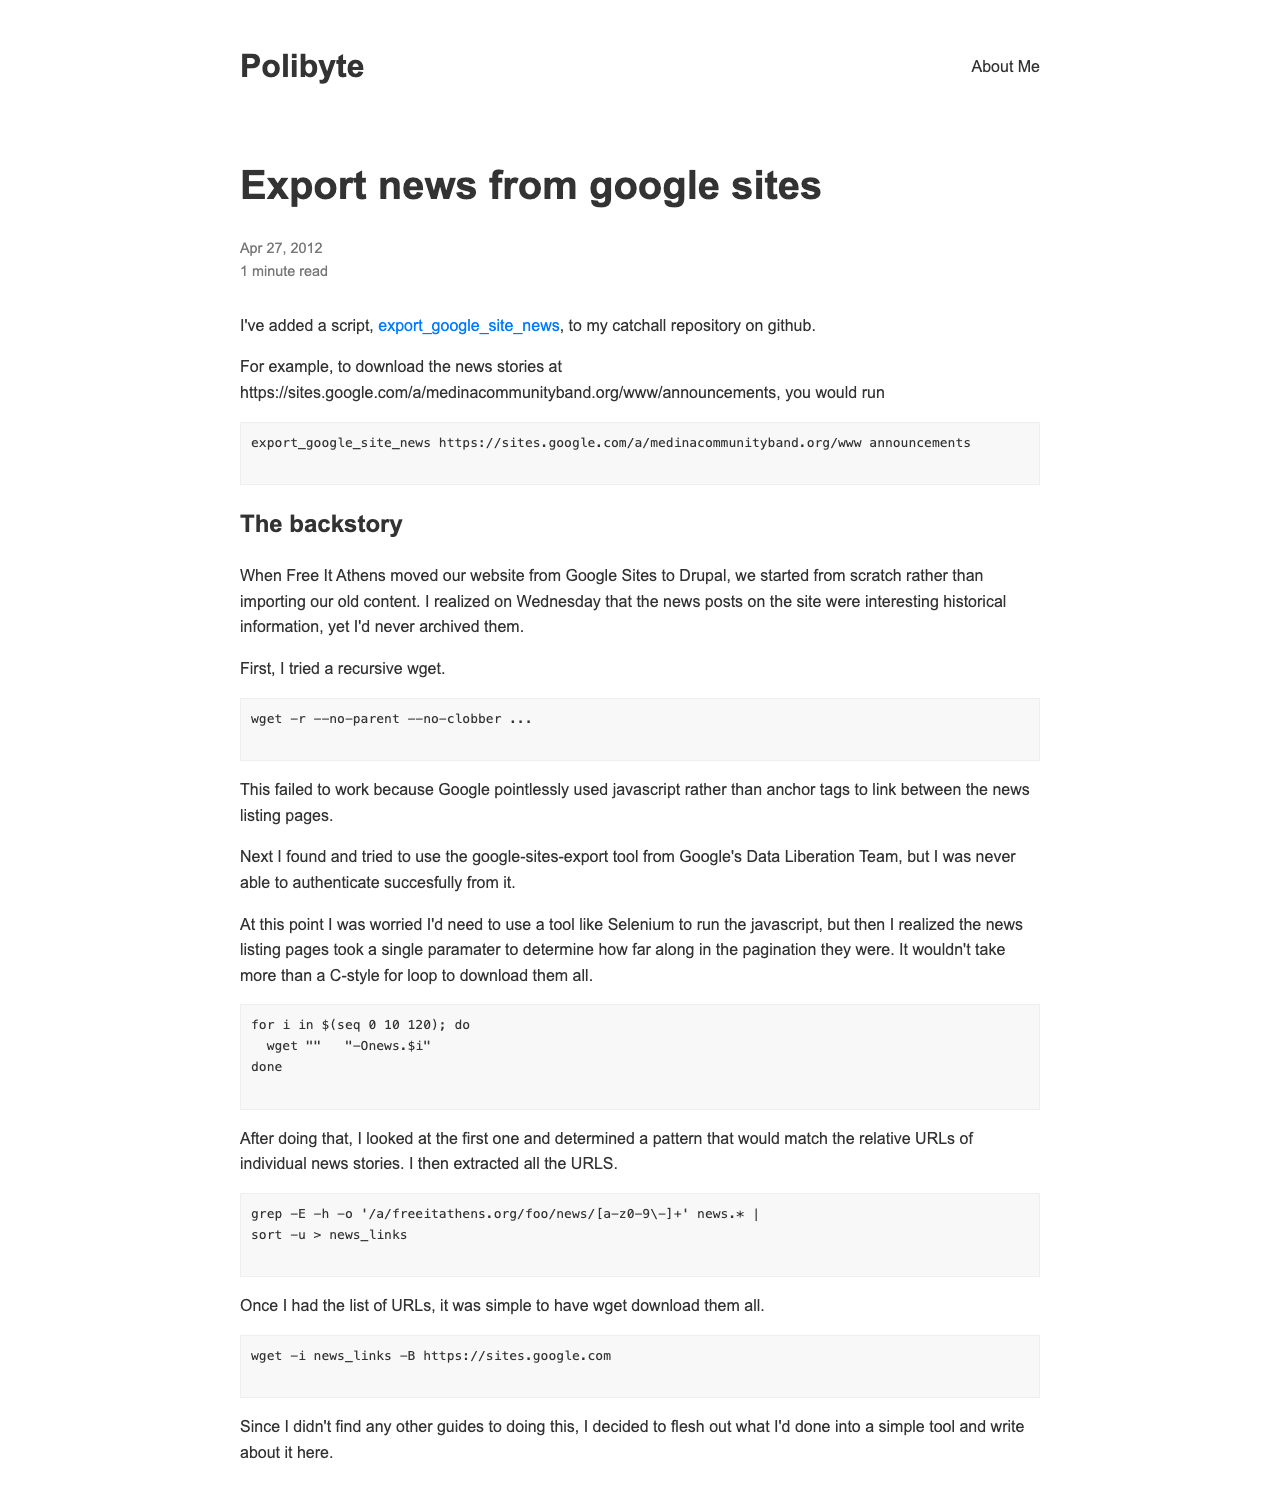 Polibyte
About Me
Export news from google sites
Apr 27, 2012
1 minute read
I've added a script, export_google_site_news, to my catchall repository on github.
For example, to download the news stories at
https://sites.google.com/a/medinacommunityband.org/www/announcements, you would run
export_google_site_news https://sites.google.com/a/medinacommunityband.org/www announcements
The backstory
When Free It Athens moved our website from Google Sites to Drupal, we started from scratch rather than
importing our old content. I realized on Wednesday that the news posts on the site were interesting historical
information, yet I'd never archived them.
First, I tried a recursive wget.
wget -r --no-parent --no-clobber ...
This failed to work because Google pointlessly used javascript rather than anchor tags to link between the news
listing pages.
Next I found and tried to use the google-sites-export tool from Google's Data Liberation Team, but I was never
able to authenticate succesfully from it.
At this point I was worried I'd need to use a tool like Selenium to run the javascript, but then I realized the news
listing pages took a single paramater to determine how far along in the pagination they were. It wouldn't take
more than a C-style for loop to download them all.
for i in $(seq 0 10 120); do
  wget ""   "-Onews.$i"
done
After doing that, I looked at the first one and determined a pattern that would match the relative URLs of
individual news stories. I then extracted all the URLS.
grep -E -h -o '/a/freeitathens.org/foo/news/[a-z0-9\-]+' news.* |
sort -u > news_links
Once I had the list of URLs, it was simple to have wget download them all.
wget -i news_links -B https://sites.google.com
Since I didn't find any other guides to doing this, I decided to flesh out what I'd done into a simple tool and write
about it here.